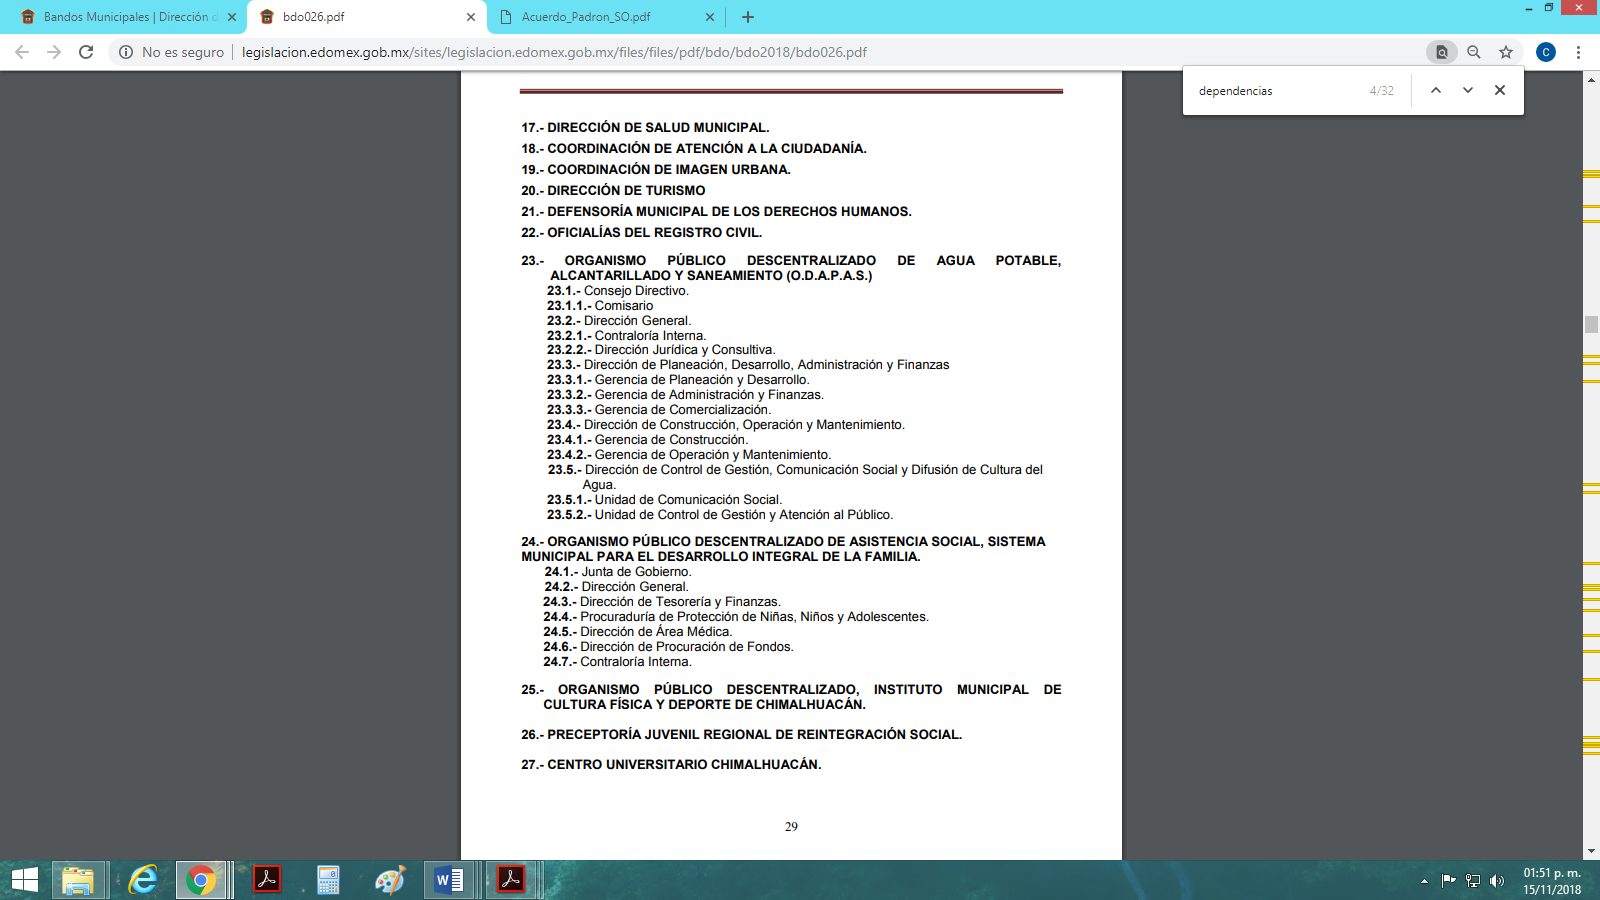 Bandos Municipales | Dirección d
bdo026.pdf
Acuerdo_Padron_SO.pdf
No es seguro
legislacion.edomex.gob.mx/sites/legislacion.edomex.gob.mx/files/files/pdf/bdo/bdo2018/bdo026.pdf
C
dependencias
4/32
17.- DIRECCIÓN DE SALUD MUNICIPAL.
18.- COORDINACIÓN DE ATENCIÓN A LA CIUDADANÍA.
19.- COORDINACIÓN DE IMAGEN URBANA.
20.- DIRECCIÓN DE TURISMO
21.- DEFENSORÍA MUNICIPAL DE LOS DERECHOS HUMANOS.
22.- OFICIALÍAS DEL REGISTRO CIVIL.
23.- ORGANISMO PÚBLICO DESCENTRALIZADO DE AGUA POTABLE,
ALCANTARILLADO Y SANEAMIENTO (O.D.A.P.A.S.)
23.1.- Consejo Directivo.
23.1.1.- Comisario
23.2.- Dirección General.
23.2.1.- Contraloría Interna.
23.2.2.- Dirección Jurídica y Consultiva.
23.3.- Dirección de Planeación, Desarrollo, Administración y Finanzas
23.3.1.- Gerencia de Planeación y Desarrollo.
23.3.2.- Gerencia de Administración y Finanzas.
23.3.3.- Gerencia de Comercialización.
23.4.- Dirección de Construcción, Operación y Mantenimiento.
23.4.1.- Gerencia de Construcción.
23.4.2.- Gerencia de Operación y Mantenimiento.
23.5.- Dirección de Control de Gestión, Comunicación Social y Difusión de Cultura del
Agua.
23.5.1.- Unidad de Comunicación Social.
23.5.2.- Unidad de Control de Gestión y Atención al Público.
24.- ORGANISMO PÚBLICO DESCENTRALIZADO DE ASISTENCIA SOCIAL, SISTEMA
MUNICIPAL PARA EL DESARROLLO INTEGRAL DE LA FAMILIA.
24.1.- Junta de Gobierno.
24.2.- Dirección General.
24.3.- Dirección de Tesorería y Finanzas.
24.4.- Procuraduría de Protección de Niñas, Niños y Adolescentes.
24.5.- Dirección de Área Médica.
24.6.- Dirección de Procuración de Fondos.
24.7.- Contraloría Interna.
25.- ORGANISMO PÚBLICO DESCENTRALIZADO, INSTITUTO MUNICIPAL DE
CULTURA FÍSICA Y DEPORTE DE CHIMALHUACÁN.
26.- PRECEPTORÍA JUVENIL REGIONAL DE REINTEGRACIÓN SOCIAL.
27.- CENTRO UNIVERSITARIO CHIMALHUACÁN.
29
01:51 p. m.
15/11/2018